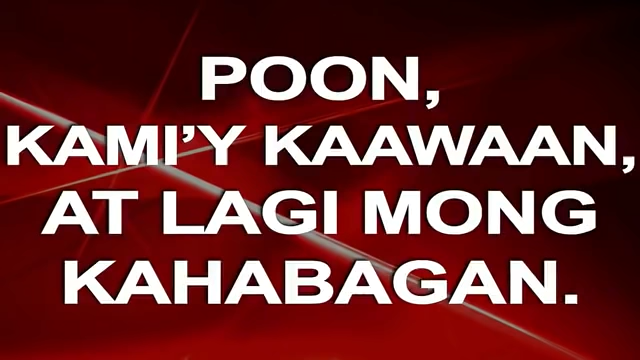 POON,
KAMI’Y KAAWAAN,
AT LAGI MONG
KAHABAGAN.